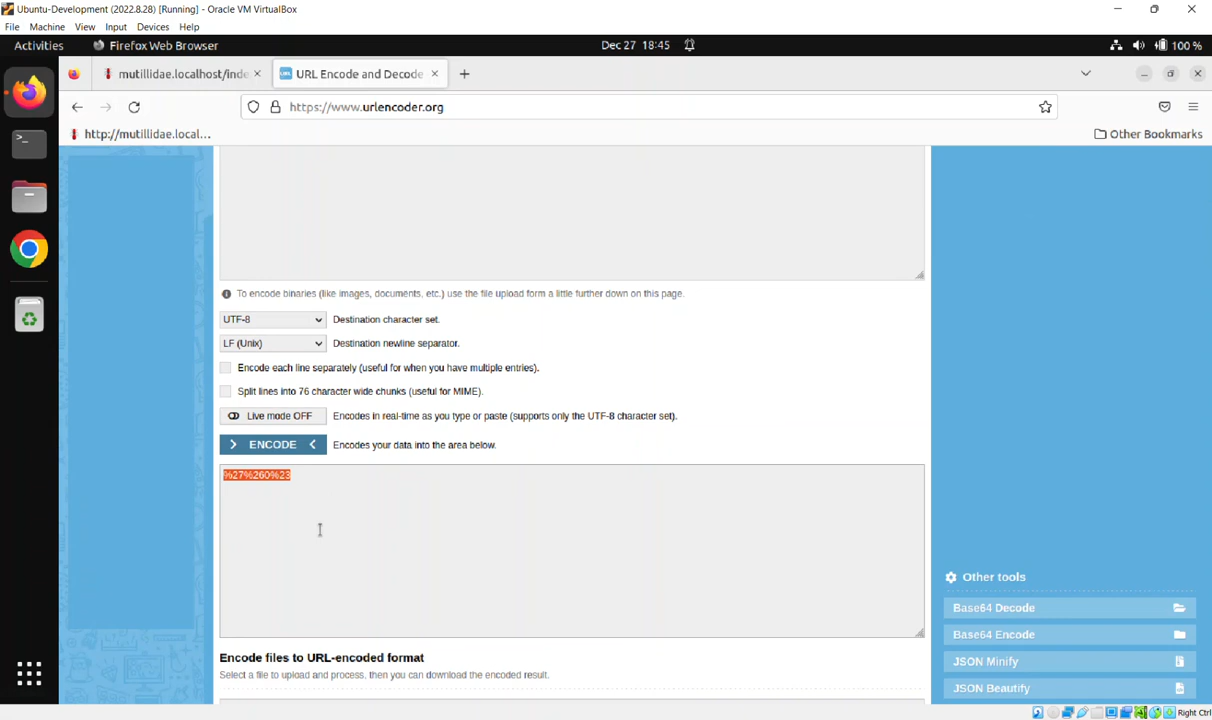 Ubuntu-Development (2022.8.28) [Running] - Oracle VM VirtualBox
File Machine View Input Devices Help
Activities Firefox Web Browser Dec 27 18:45 100 %
mutillidae.localhost/inde × URL Encode and Decode × +
https://www.urlencoder.org
http://mutillidae.local... Other Bookmarks
To encode binaries (like images, documents, etc.) use the file upload form a little further down on this page.
UTF-8 Destination character set.
LF (Unix) Destination newline separator.
Encode each line separately (useful for when you have multiple entries).
Split lines into 76 character wide chunks (useful for MIME).
Live mode OFF Encodes in real-time as you type or paste (supports only the UTF-8 character set).
> ENCODE < Encodes your data into the area below.
%27%260%23
Other tools
Base64 Decode
Base64 Encode
Encode files to URL-encoded format
JSON Minify
Select a file to upload and process, then you can download the encoded result.
JSON Beautify
Right Ctrl